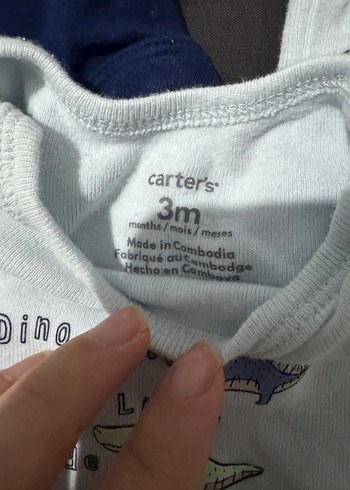 carter's®
3m
months / mois / meses
Made in Cambodia
Fabriqué au Cambodge
Hecho en Camboya
Dino